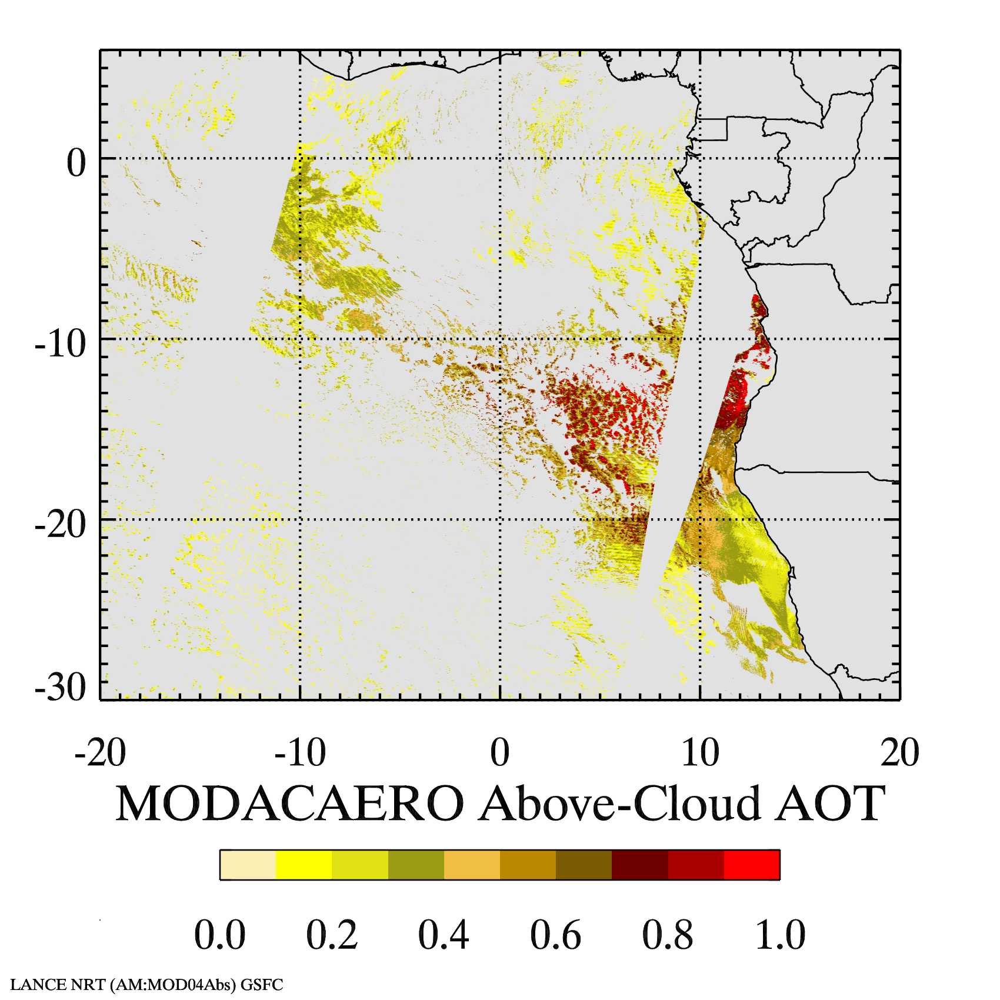 0
-10
-20
-30
-20 -10 0 10 20
MODACAERO Above-Cloud AOT
0.0 0.2 0.4 0.6 0.8 1.0
LANCE NRT (AM:MOD04Abs) GSFC